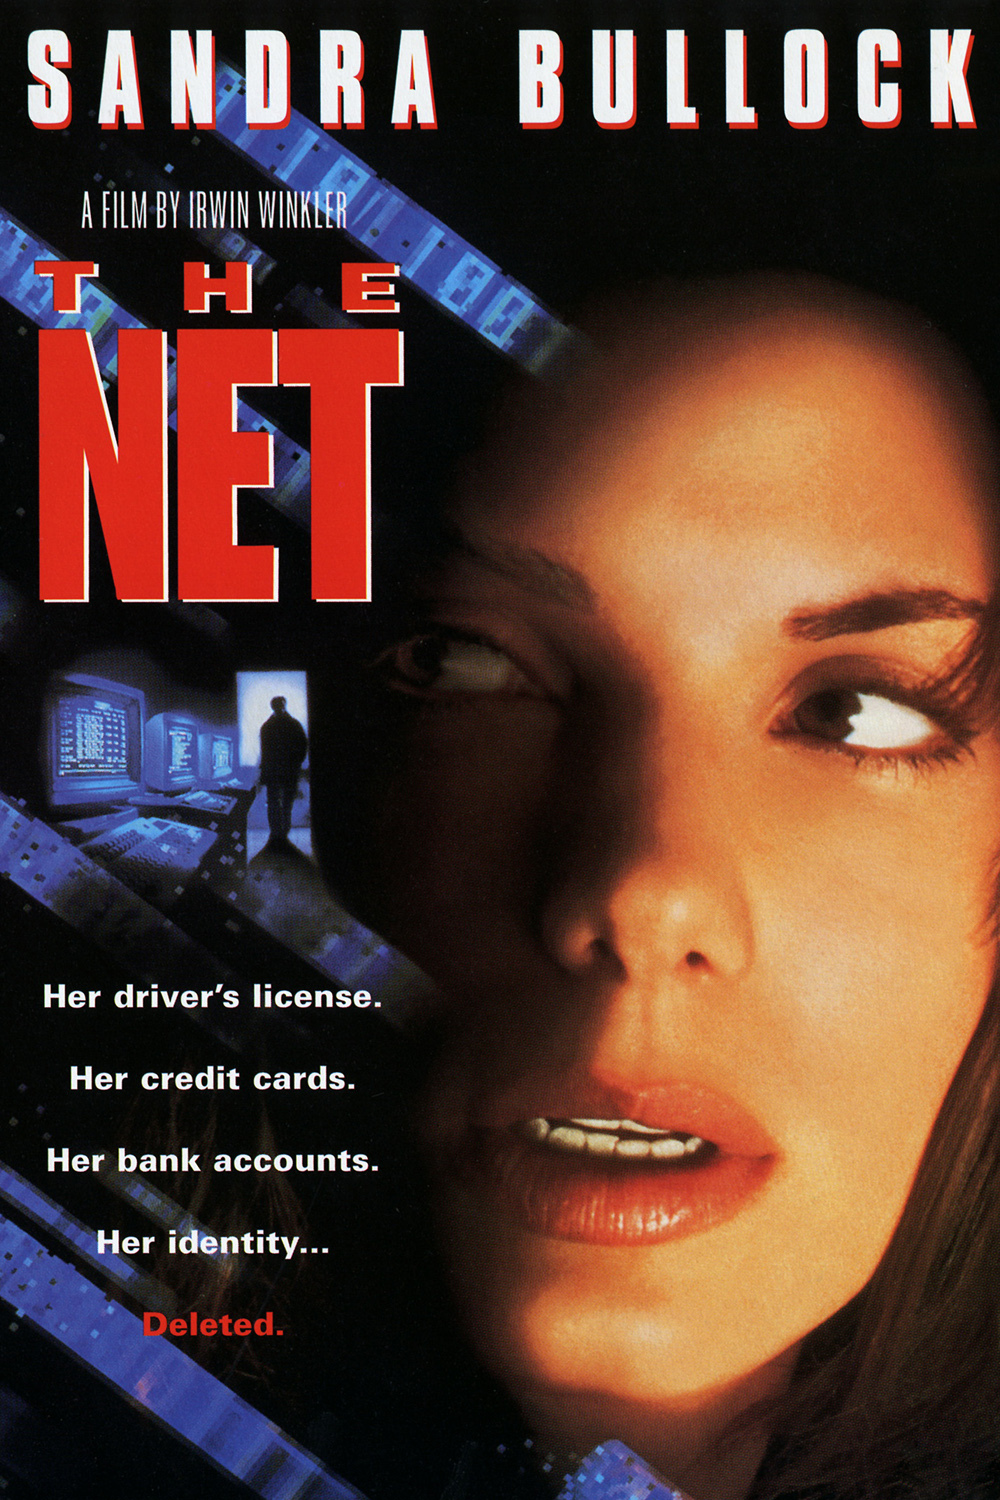 SANDRA BULLOCK
A FILM BY IRWIN WINKLER
THE
NET
Her driver's license.
Her credit cards.
Her bank accounts.
Her identity...
Deleted.